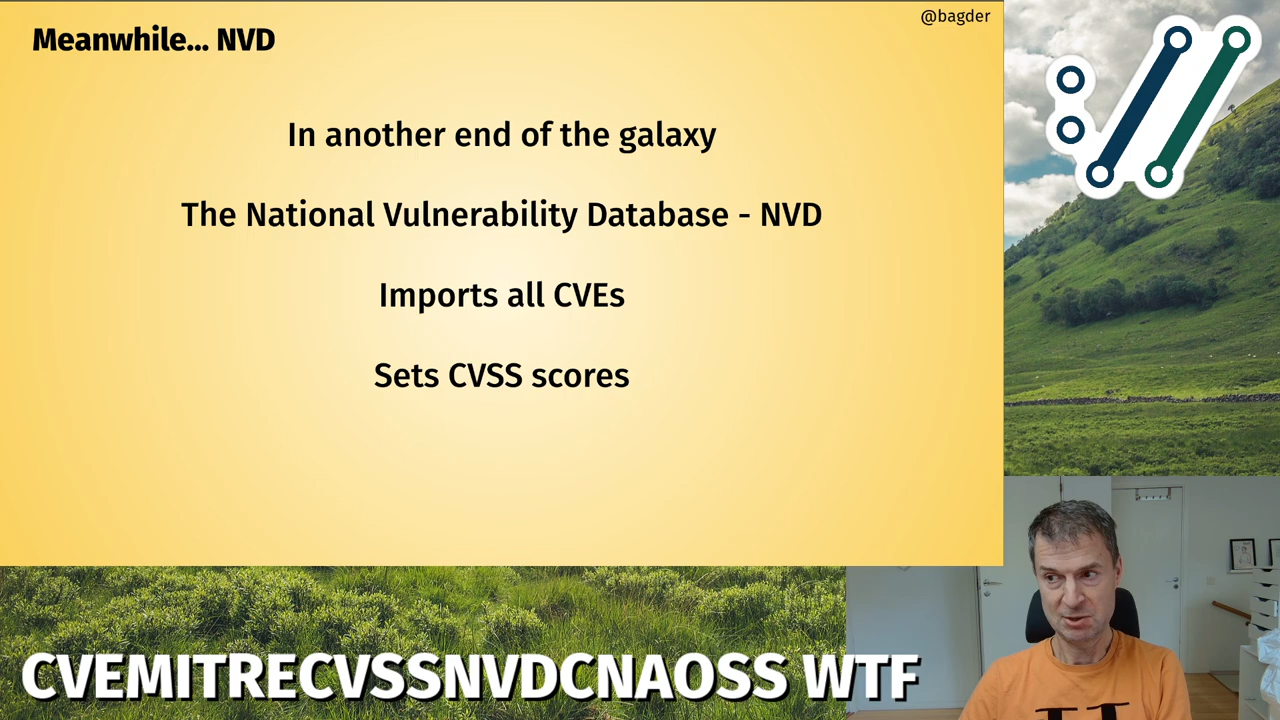 @bagder
Meanwhile... NVD
In another end of the galaxy
The National Vulnerability Database - NVD
Imports all CVEs
Sets CVSS scores
CVEMITRECVSSNVDCNAOSS WTF